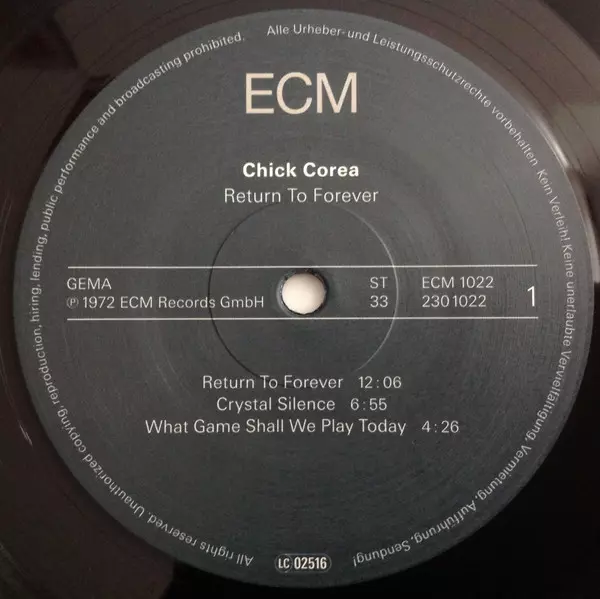 ECM
Chick Corea
Return To Forever
GEMA ST ECM 1022
℗ 1972 ECM Records GmbH 33 2301022 1
Return To Forever 12:06
Crystal Silence 6:55
What Game Shall We Play Today 4:26
LC 02516
Alle Urheber- und Leistungsschutzrechte vorbehalten. Kein Verleih! Keine unerlaubte Vervielfältigung, Vermietung, Aufführung, Sendung!
All rights reserved. Unauthorized copying, reproduction, hiring, lending, public performance and broadcasting prohibited.